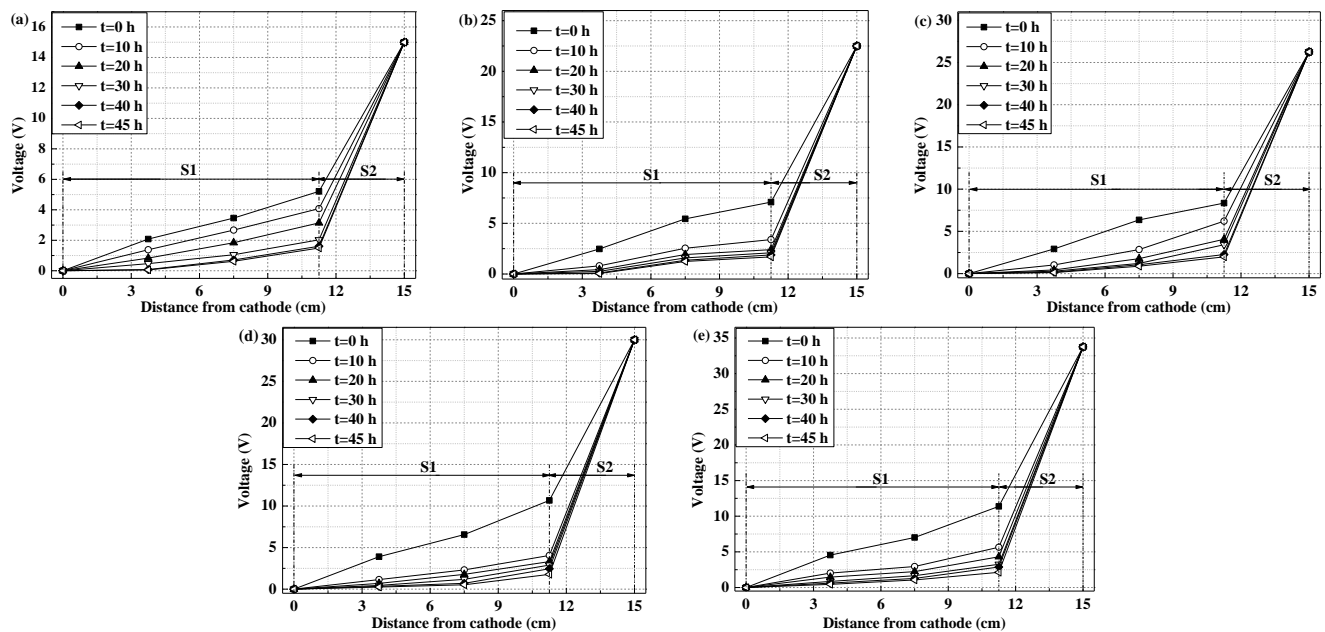 (a)
t=0 h
t=10 h
t=20 h
t=30 h
t=40 h
t=45 h
16
14
12
10
8
6
4
2
0
Voltage (V)
S1
S2
0 3 6 9 12 15
Distance from cathode (cm)
(b)
t=0 h
t=10 h
t=20 h
t=30 h
t=40 h
t=45 h
25
20
15
10
5
0
Voltage (V)
S1
S2
0 3 6 9 12 15
Distance from cathode (cm)
(c)
t=0 h
t=10 h
t=20 h
t=30 h
t=40 h
t=45 h
30
25
20
15
10
5
0
Voltage (V)
S1
S2
0 3 6 9 12 15
Distance from cathode (cm)
(d)
t=0 h
t=10 h
t=20 h
t=30 h
t=40 h
t=45 h
30
25
20
15
10
5
0
Voltage (V)
S1
S2
0 3 6 9 12 15
Distance from cathode (cm)
(e)
t=0 h
t=10 h
t=20 h
t=30 h
t=40 h
t=45 h
35
30
25
20
15
10
5
0
Voltage (V)
S1
S2
0 3 6 9 12 15
Distance from cathode (cm)